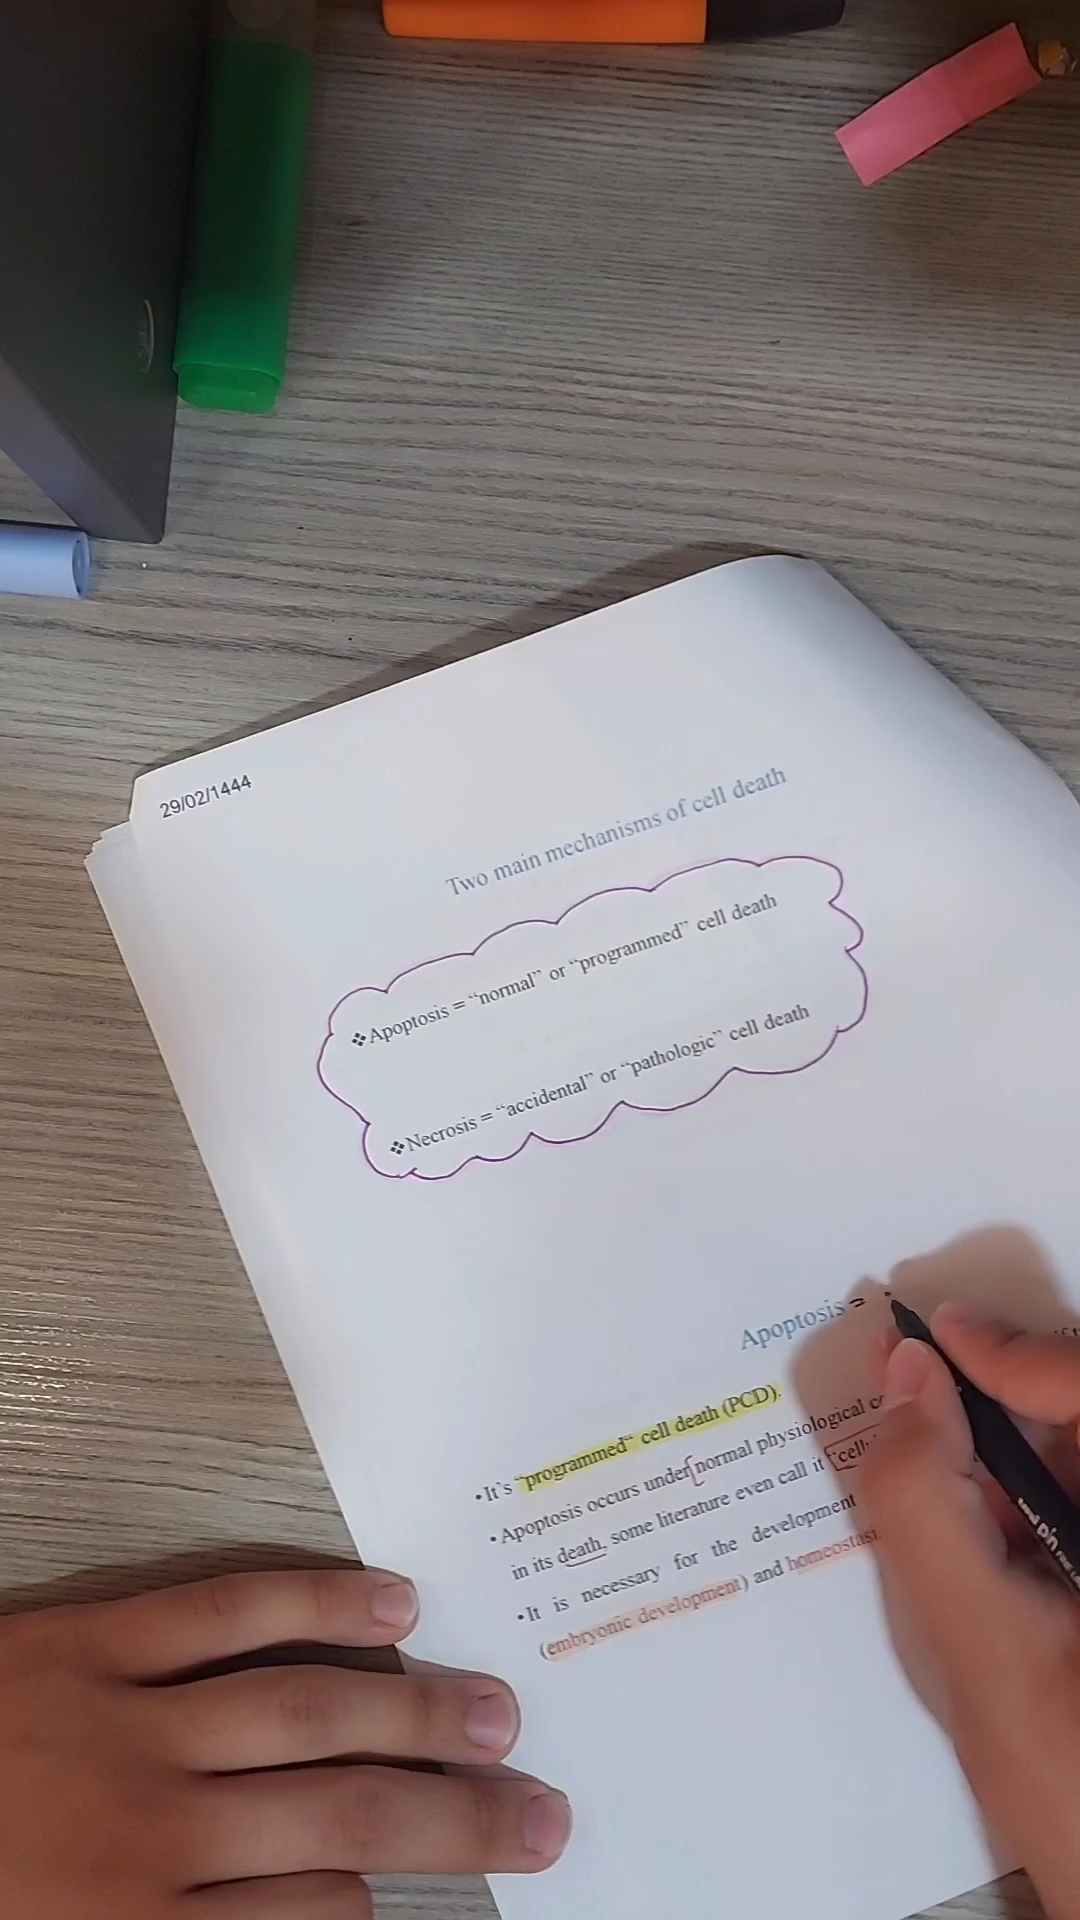 29/02/1444
Two main mechanisms of cell death
❖Apoptosis = “normal” or “programmed” cell death
❖Necrosis = “accidental” or “pathologic” cell death
Apoptosis =
•It’s “programmed“ cell death (PCD).
•Apoptosis occurs under normal physiological
in its death, some literature even call it
•It is necessary for the development
(embryonic development) and